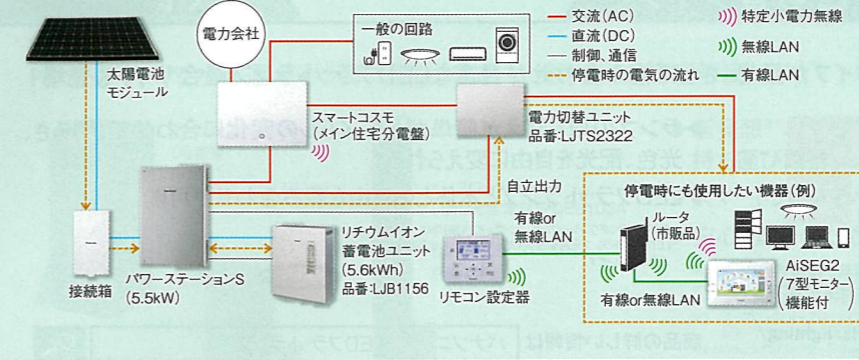 電力会社
一般の回路
交流(AC)
直流(DC)
制御、通信
停電時の電気の流れ
特定小電力無線
無線LAN
有線LAN
太陽電池
モジュール
スマートコスモ
(メイン住宅分電盤)
電力切替ユニット
品番:LJTS2322
自立出力
停電時にも使用したい機器(例)
有線or
無線LAN
ルータ
(市販品)
接続箱
パワーステーションS
(5.5kW)
リチウムイオン
蓄電池ユニット
(5.6kWh)
品番:LJB1156
リモコン設定器
有線or無線LAN
AiSEG2
(7型モニター
機能付)